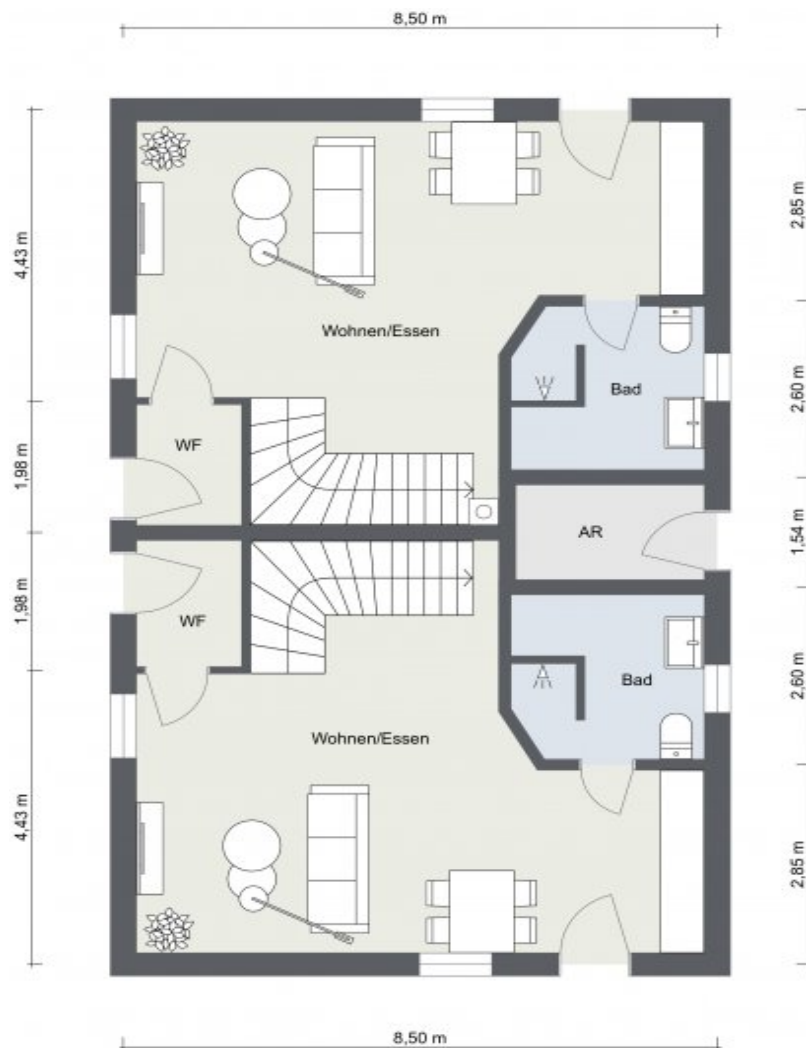 8,50 m
4,43 m
2,85 m
Wohnen/Essen
Bad
2,60 m
WF
1,98 m
AR
1,54 m
WF
1,98 m
Bad
2,60 m
Wohnen/Essen
4,43 m
2,85 m
8,50 m